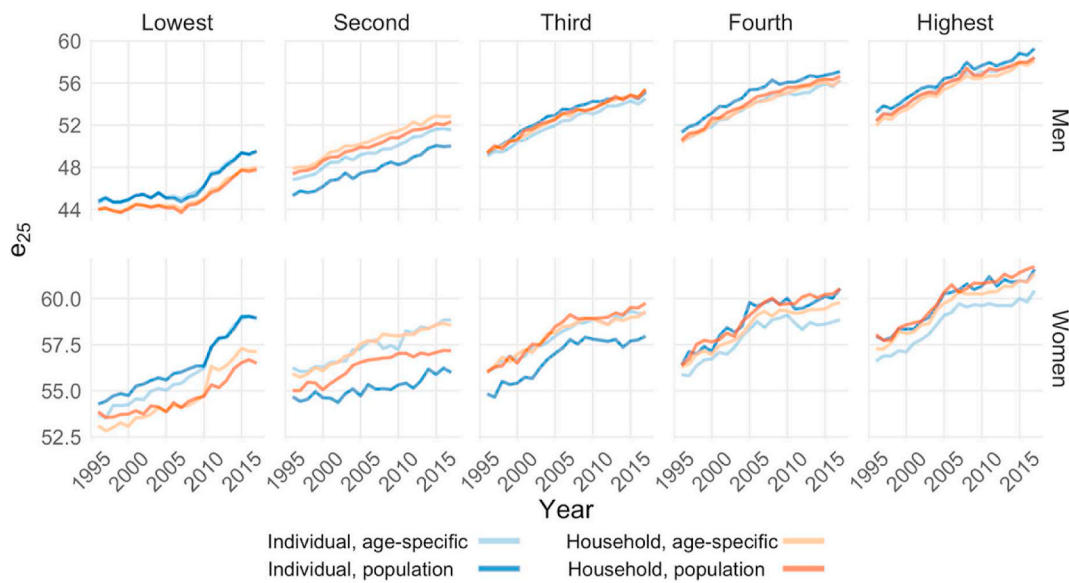 Lowest Second Third Fourth Highest
60
56
52
48
44
Men
e25
60.0
57.5
55.0
52.5
Women
1995 2000 2005 2010 2015 1995 2000 2005 2010 2015 1995 2000 2005 2010 2015 1995 2000 2005 2010 2015 1995 2000 2005 2010 2015
Year
Individual, age-specific Household, age-specific
Individual, population Household, population